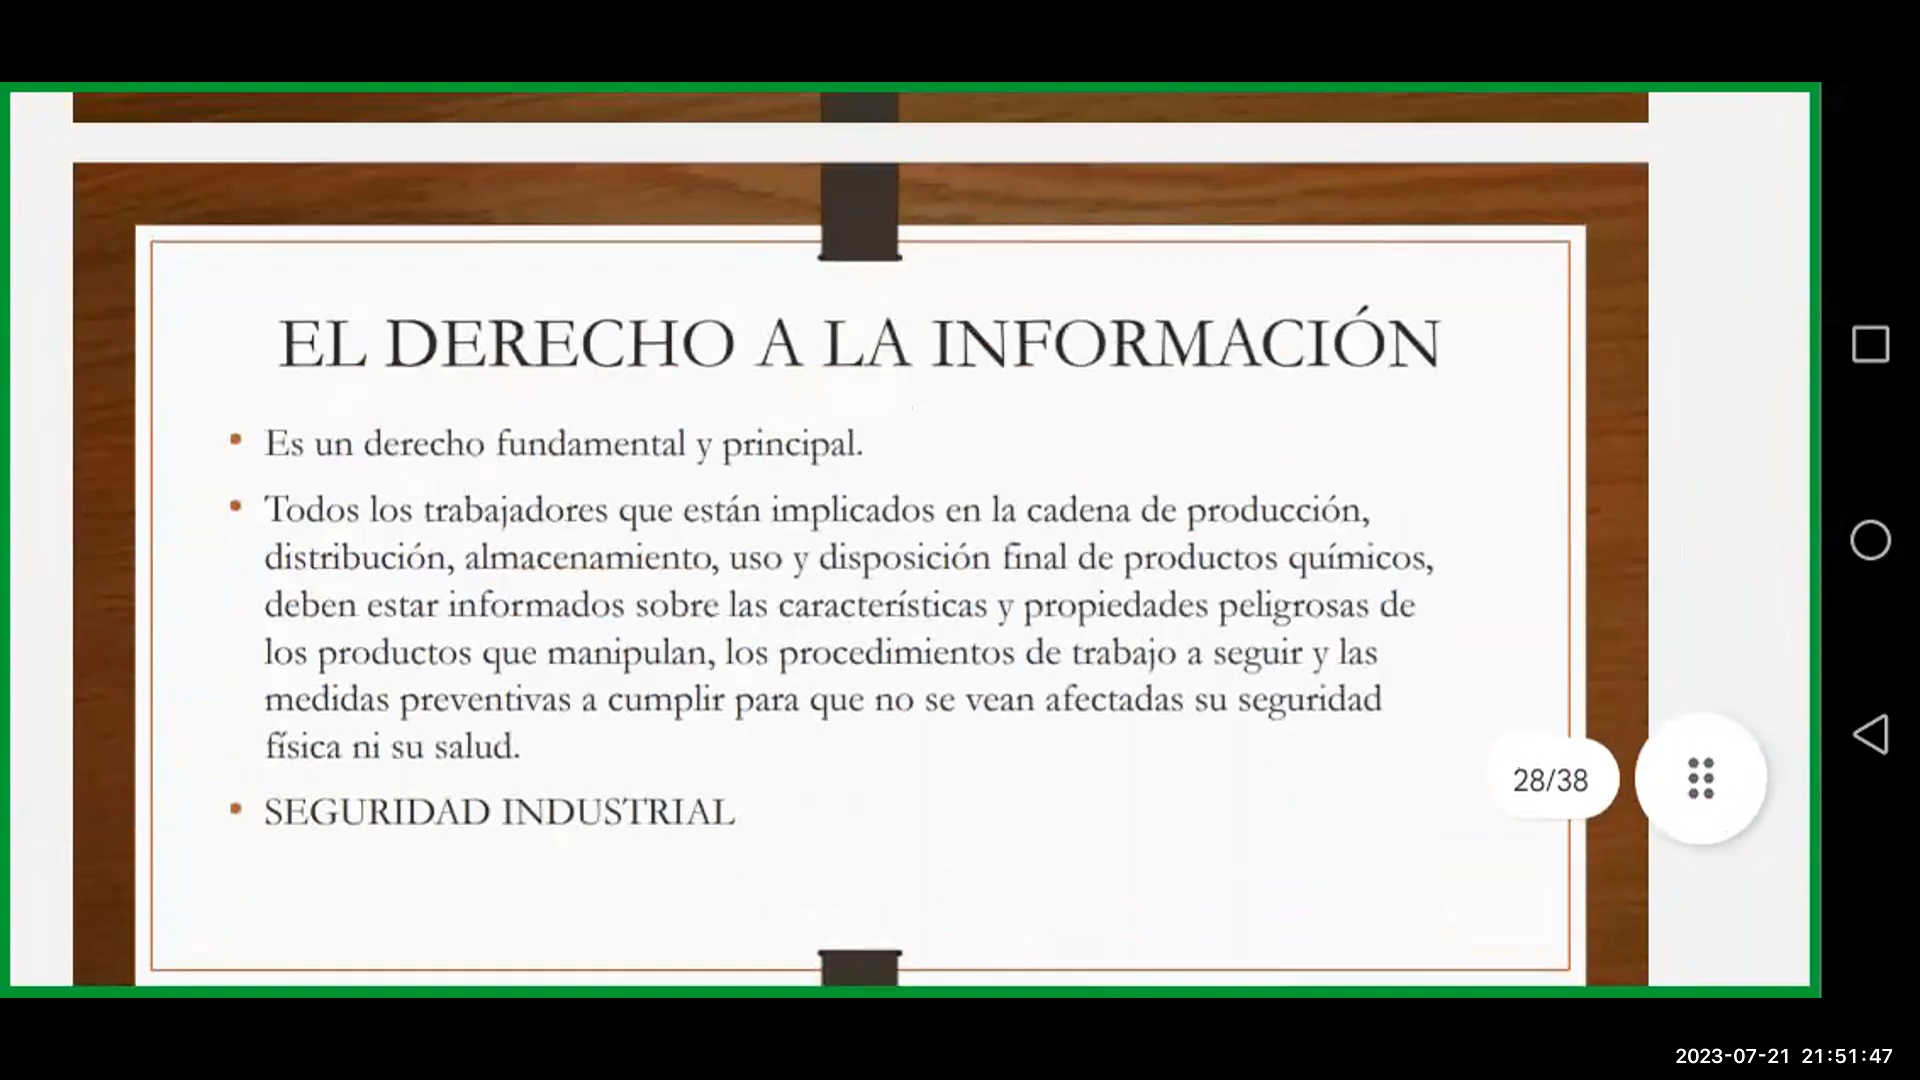 EL DERECHO A LA INFORMACIÓN
• Es un derecho fundamental y principal.
• Todos los trabajadores que están implicados en la cadena de producción,
distribución, almacenamiento, uso y disposición final de productos químicos,
deben estar informados sobre las características y propiedades peligrosas de
los productos que manipulan, los procedimientos de trabajo a seguir y las
medidas preventivas a cumplir para que no se vean afectadas su seguridad
física ni su salud.
• SEGURIDAD INDUSTRIAL
28/38
2023-07-21 21:51:47